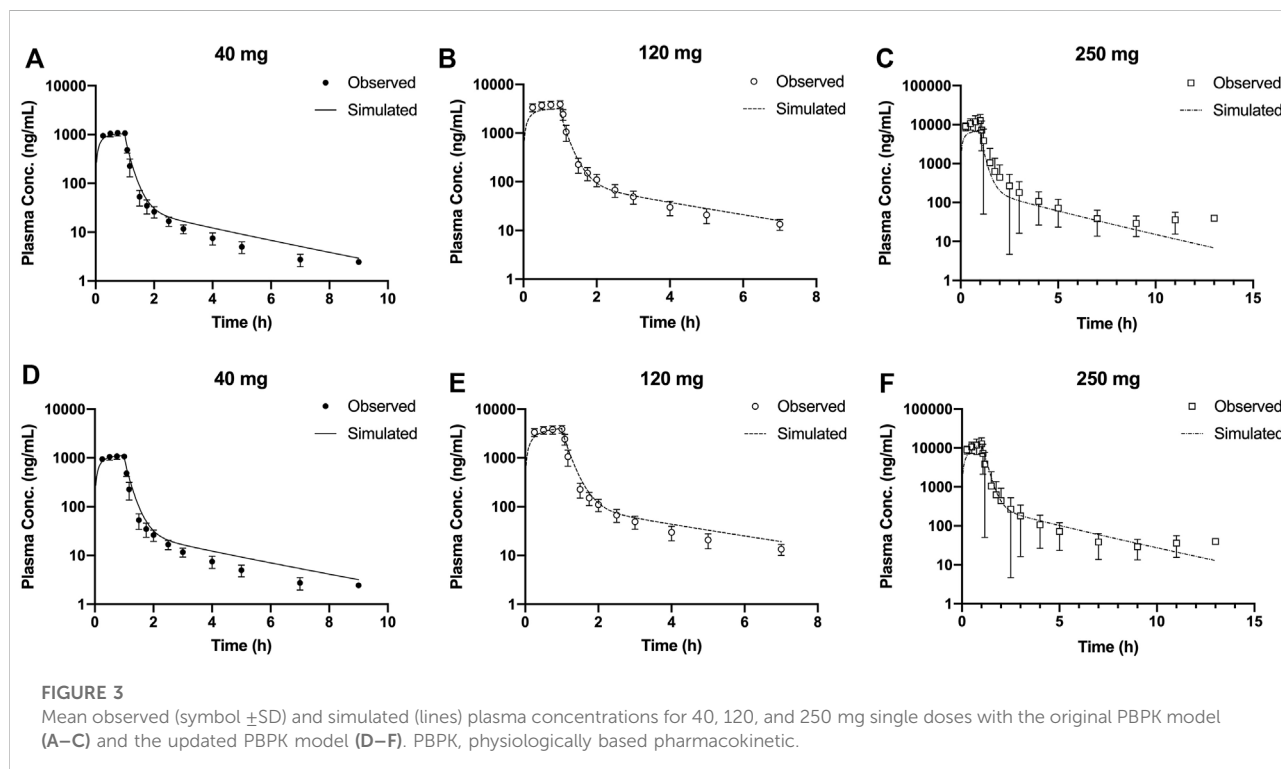 A
40 mg
Observed
Simulated
Plasma Conc. (ng/mL)
10000
1000
100
10
1
0 2 4 6 8 10
Time (h)
B
120 mg
Observed
Simulated
Plasma Conc. (ng/mL)
10000
1000
100
10
1
0 2 4 6 8
Time (h)
C
250 mg
Observed
Simulated
Plasma Conc. (ng/mL)
100000
10000
1000
100
10
1
0 5 10 15
Time (h)
D
40 mg
Observed
Simulated
Plasma Conc. (ng/mL)
10000
1000
100
10
1
0 2 4 6 8 10
Time (h)
E
120 mg
Observed
Simulated
Plasma Conc. (ng/mL)
10000
1000
100
10
1
0 2 4 6 8
Time (h)
F
250 mg
Observed
Simulated
Plasma Conc. (ng/mL)
100000
10000
1000
100
10
1
0 5 10 15
Time (h)
FIGURE 3
Mean observed (symbol ±SD) and simulated (lines) plasma concentrations for 40, 120, and 250 mg single doses with the original PBPK model
(A–C) and the updated PBPK model (D–F). PBPK, physiologically based pharmacokinetic.